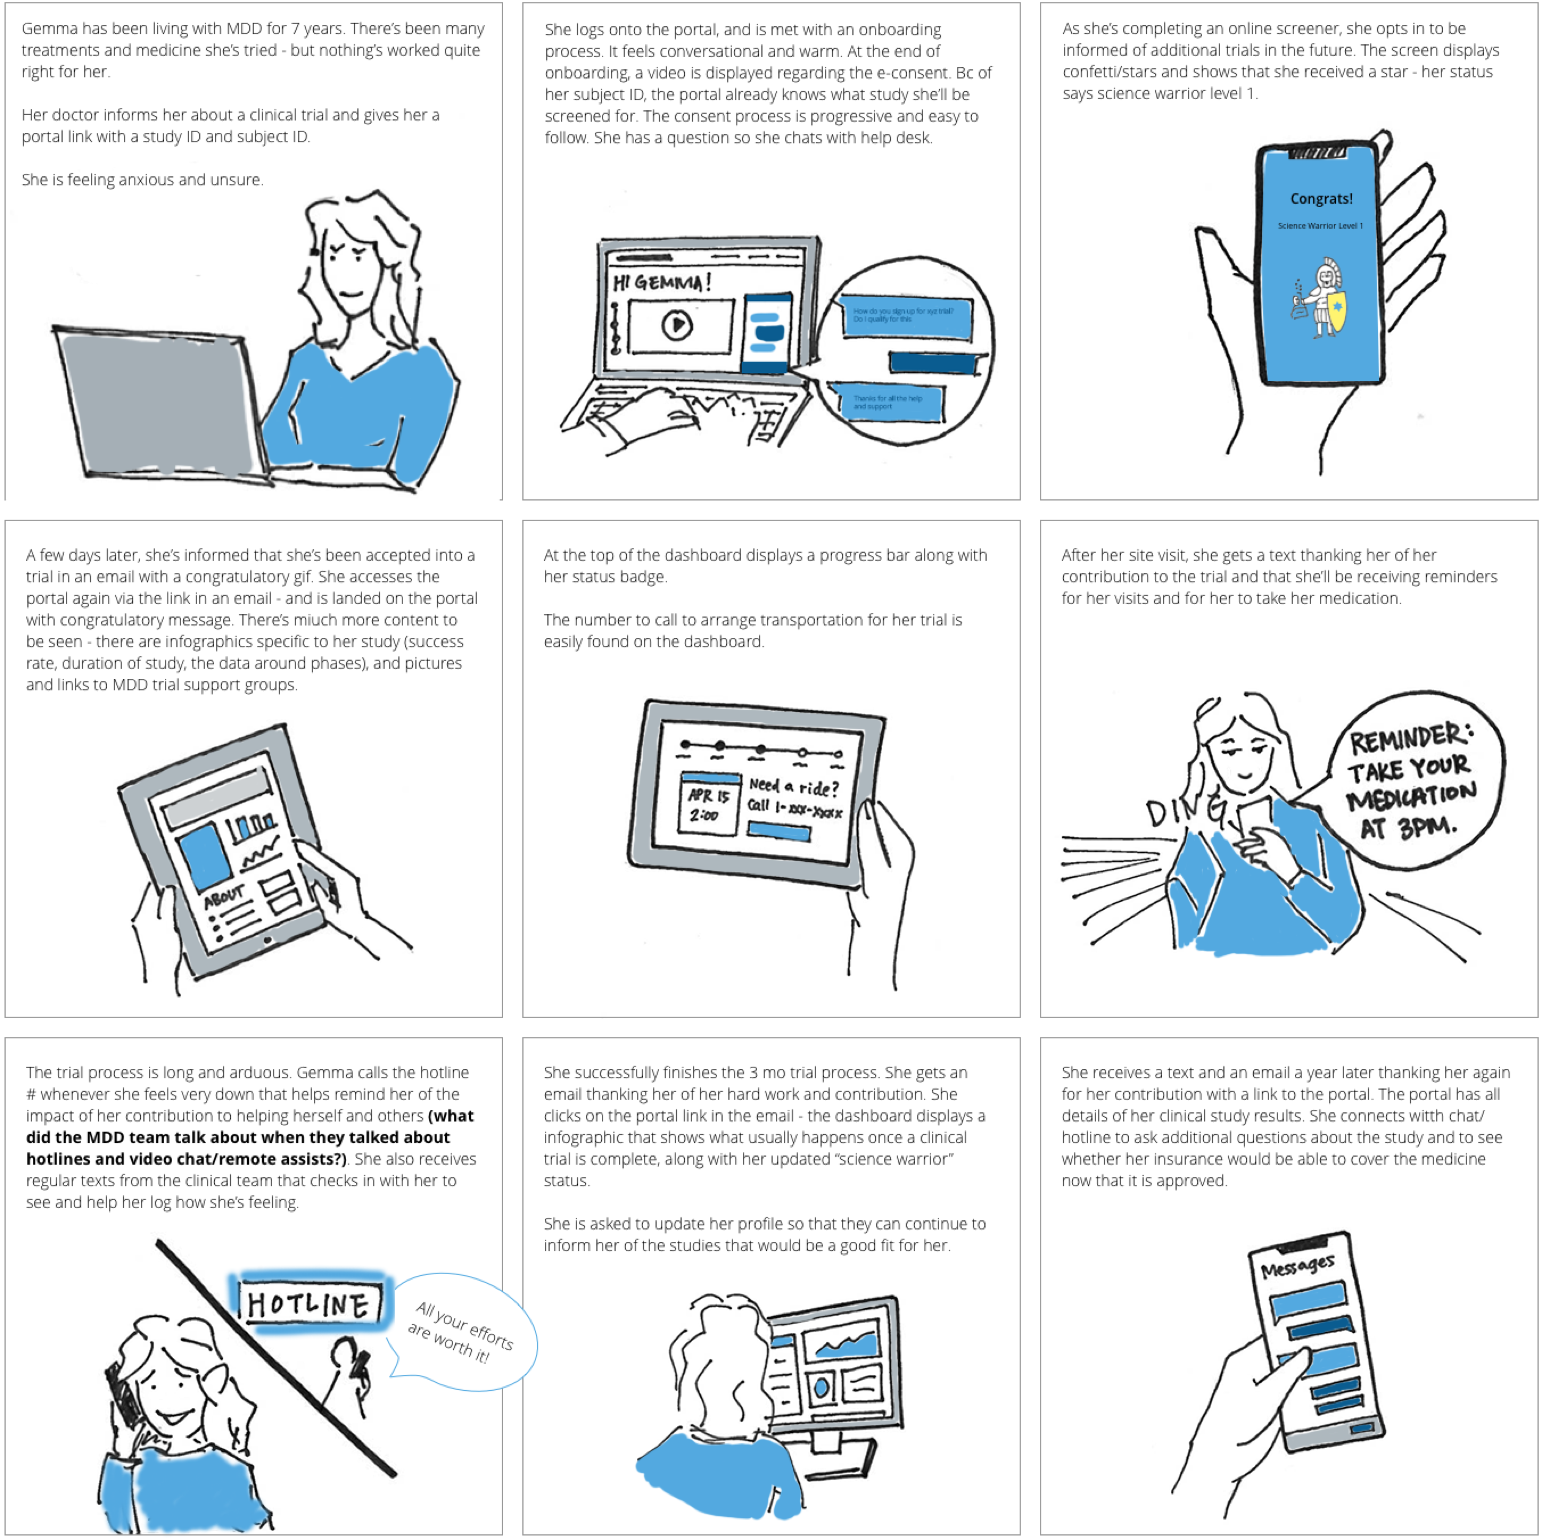 Gemma has been living with MDD for 7 years. There's been many
treatments and medicine she's tried - but nothing's worked quite
right for her.
Her doctor informs her about a clinical trial and gives her a
portal link with a study ID and subject ID.
She is feeling anxious and unsure.
She logs onto the portal, and is met with an onboarding
process. It feels conversational and warm. At the end of
onboarding, a video is displayed regarding the e-consent. Bc of
her subject ID, the portal already knows what study she'll be
screened for. The consent process is progressive and easy to
follow. She has a question so she chats with help desk.
HI GEMMA!
How do you sign up for xyz trial?
Do I qualify for this
Thanks for all the help
and support
As she's completing an online screener, she opts in to be
informed of additional trials in the future. The screen displays
confetti/stars and shows that she received a star - her status
says science warrior level 1.
Congrats!
Science Warrior Level 1
A few days later, she's informed that she's been accepted into a
trial in an email with a congratulatory gif. She accesses the
portal again via the link in an email - and is landed on the portal
with congratulatory message. There's miuch more content to
be seen - there are infographics specific to her study (success
rate, duration of study, the data around phases), and pictures
and links to MDD trial support groups.
ABOUT
At the top of the dashboard displays a progress bar along with
her status badge.
The number to call to arrange transportation for her trial is
easily found on the dashboard.
APR 15
2:00
Need a ride?
Call 1-xxx-xxxx
After her site visit, she gets a text thanking her of her
contribution to the trial and that she'll be receiving reminders
for her visits and for her to take her medication.
DING
REMINDER:
TAKE YOUR
MEDICATION
AT 3PM.
The trial process is long and arduous. Gemma calls the hotline
# whenever she feels very down that helps remind her of the
impact of her contribution to helping herself and others (what
did the MDD team talk about when they talked about
hotlines and video chat/remote assists?). She also receives
regular texts from the clinical team that checks in with her to
see and help her log how she's feeling.
HOTLINE
All your efforts
are worth it!
She successfully finishes the 3 mo trial process. She gets an
email thanking her of her hard work and contribution. She
clicks on the portal link in the email - the dashboard displays a
infographic that shows what usually happens once a clinical
trial is complete, along with her updated "science warrior"
status.
She is asked to update her profile so that they can continue to
inform her of the studies that would be a good fit for her.
She receives a text and an email a year later thanking her again
for her contribution with a link to the portal. The portal has all
details of her clinical study results. She connects wtith chat/
hotline to ask additional questions about the study and to see
whether her insurance would be able to cover the medicine
now that it is approved.
Messages